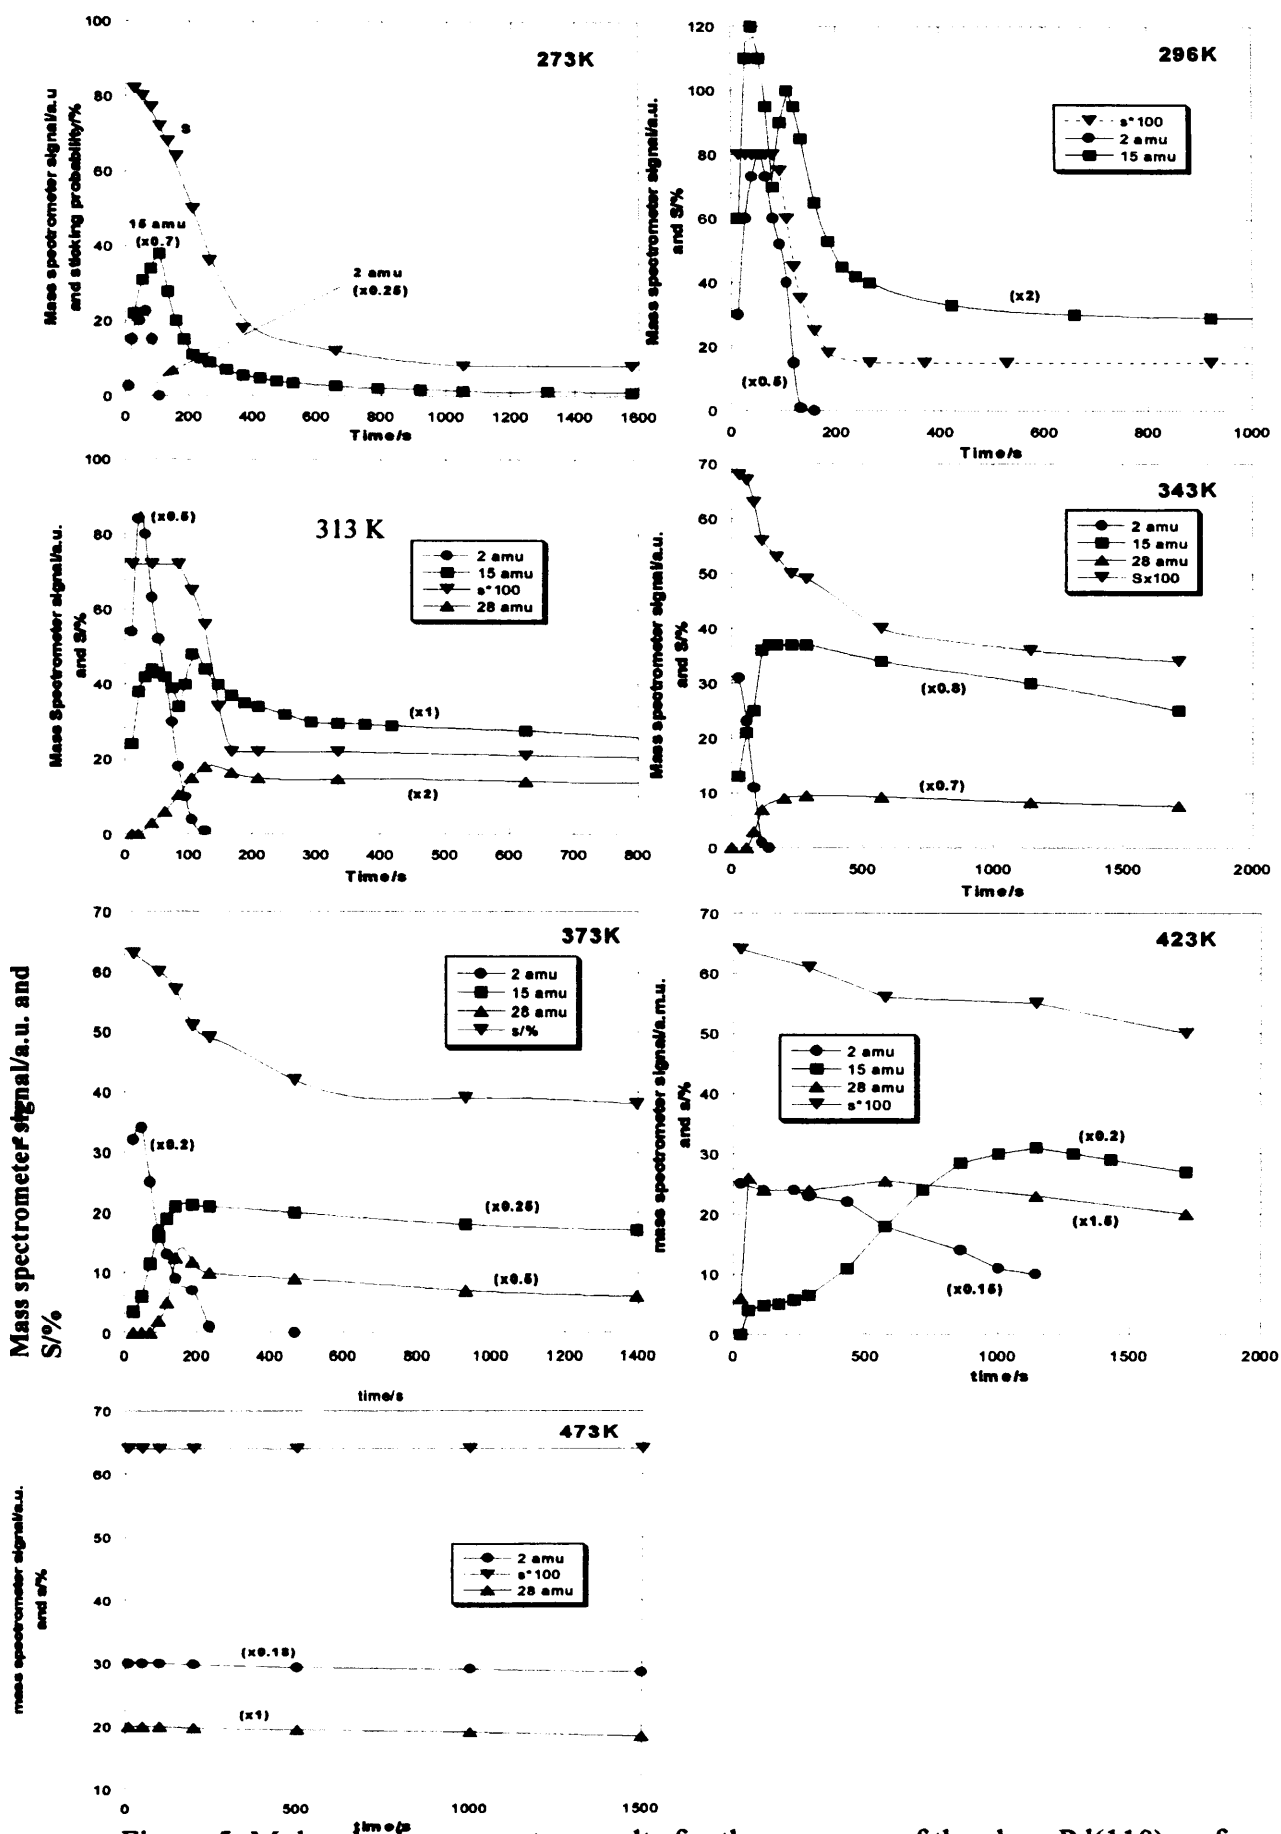 273K
Mass spectrometer signal/a.u
and sticking probability/%
100
80
60
40
20
0
s
15 amu
(x0.7)
2 amu
(x0.25)
0 200 400 600 800 1000 1200 1400 1600
Time/s
296K
Mass spectrometer signal/a.u.
and S/%
120
100
80
60
40
20
0
s*100
2 amu
15 amu
(x2)
(x0.5)
0 200 400 600 800 1000
Time/s
313 K
Mass Spectrometer signal/a.u.
and S/%
100
80
60
40
20
0
(x0.5)
2 amu
15 amu
s*100
28 amu
(x1)
(x2)
0 100 200 300 400 500 600 700 800
Time/s
343K
Mass spectrometer signal/a.u.
and S/%
70
60
50
40
30
20
10
0
2 amu
15 amu
28 amu
Sx100
(x0.8)
(x0.7)
0 500 1000 1500 2000
Time/s
373K
Mass spectrometer signal/a.u. and
S/%
70
60
50
40
30
20
10
0
2 amu
15 amu
28 amu
s/%
(x0.2)
(x0.25)
(x0.5)
0 200 400 600 800 1000 1200 1400
time/s
423K
mass spectrometer signal/a.m.u.
and s/%
70
60
50
40
30
20
10
0
2 amu
15 amu
28 amu
s*100
(x0.2)
(x1.5)
(x0.15)
0 500 1000 1500 2000
time/s
473K
mass spectrometer signal/a.u.
and s/%
70
60
50
40
30
20
10
2 amu
s*100
28 amu
(x0.18)
(x1)
0 500 1000 1500
time/s